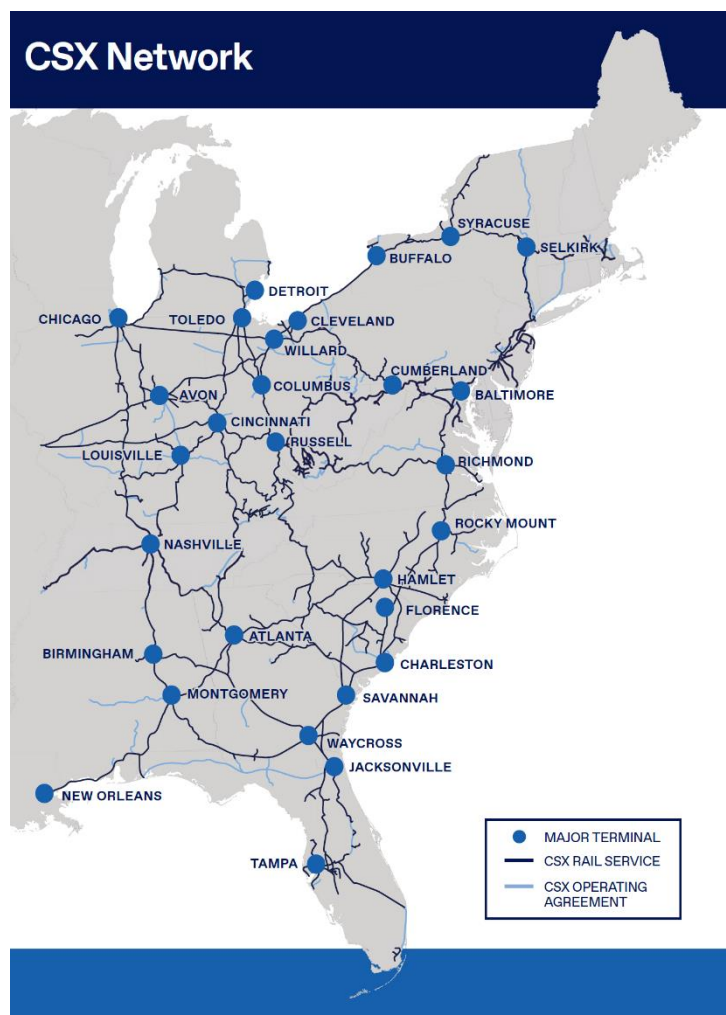 CSX Network
SYRACUSE
SELKIRK
BUFFALO
DETROIT
CHICAGO
TOLEDO
CLEVELAND
WILLARD
CUMBERLAND
COLUMBUS
BALTIMORE
AVON
CINCINNATI
RUSSELL
LOUISVILLE
RICHMOND
ROCKY MOUNT
NASHVILLE
HAMLET
FLORENCE
ATLANTA
BIRMINGHAM
CHARLESTON
MONTGOMERY
SAVANNAH
WAYCROSS
JACKSONVILLE
NEW ORLEANS
TAMPA
MAJOR TERMINAL
CSX RAIL SERVICE
CSX OPERATING
AGREEMENT